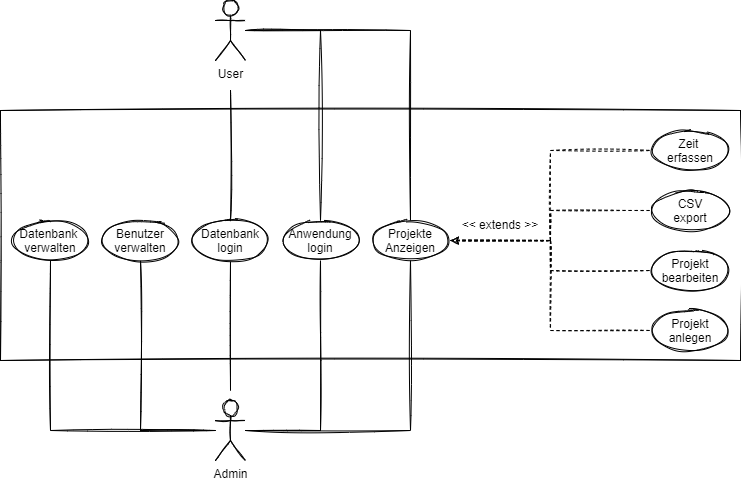 User
Zeit
erfassen
CSV
export
<< extends >>
Datenbank
verwalten
Benutzer
verwalten
Datenbank
login
Anwendung
login
Projekte
Anzeigen
Projekt
bearbeiten
Projekt
anlegen
Admin